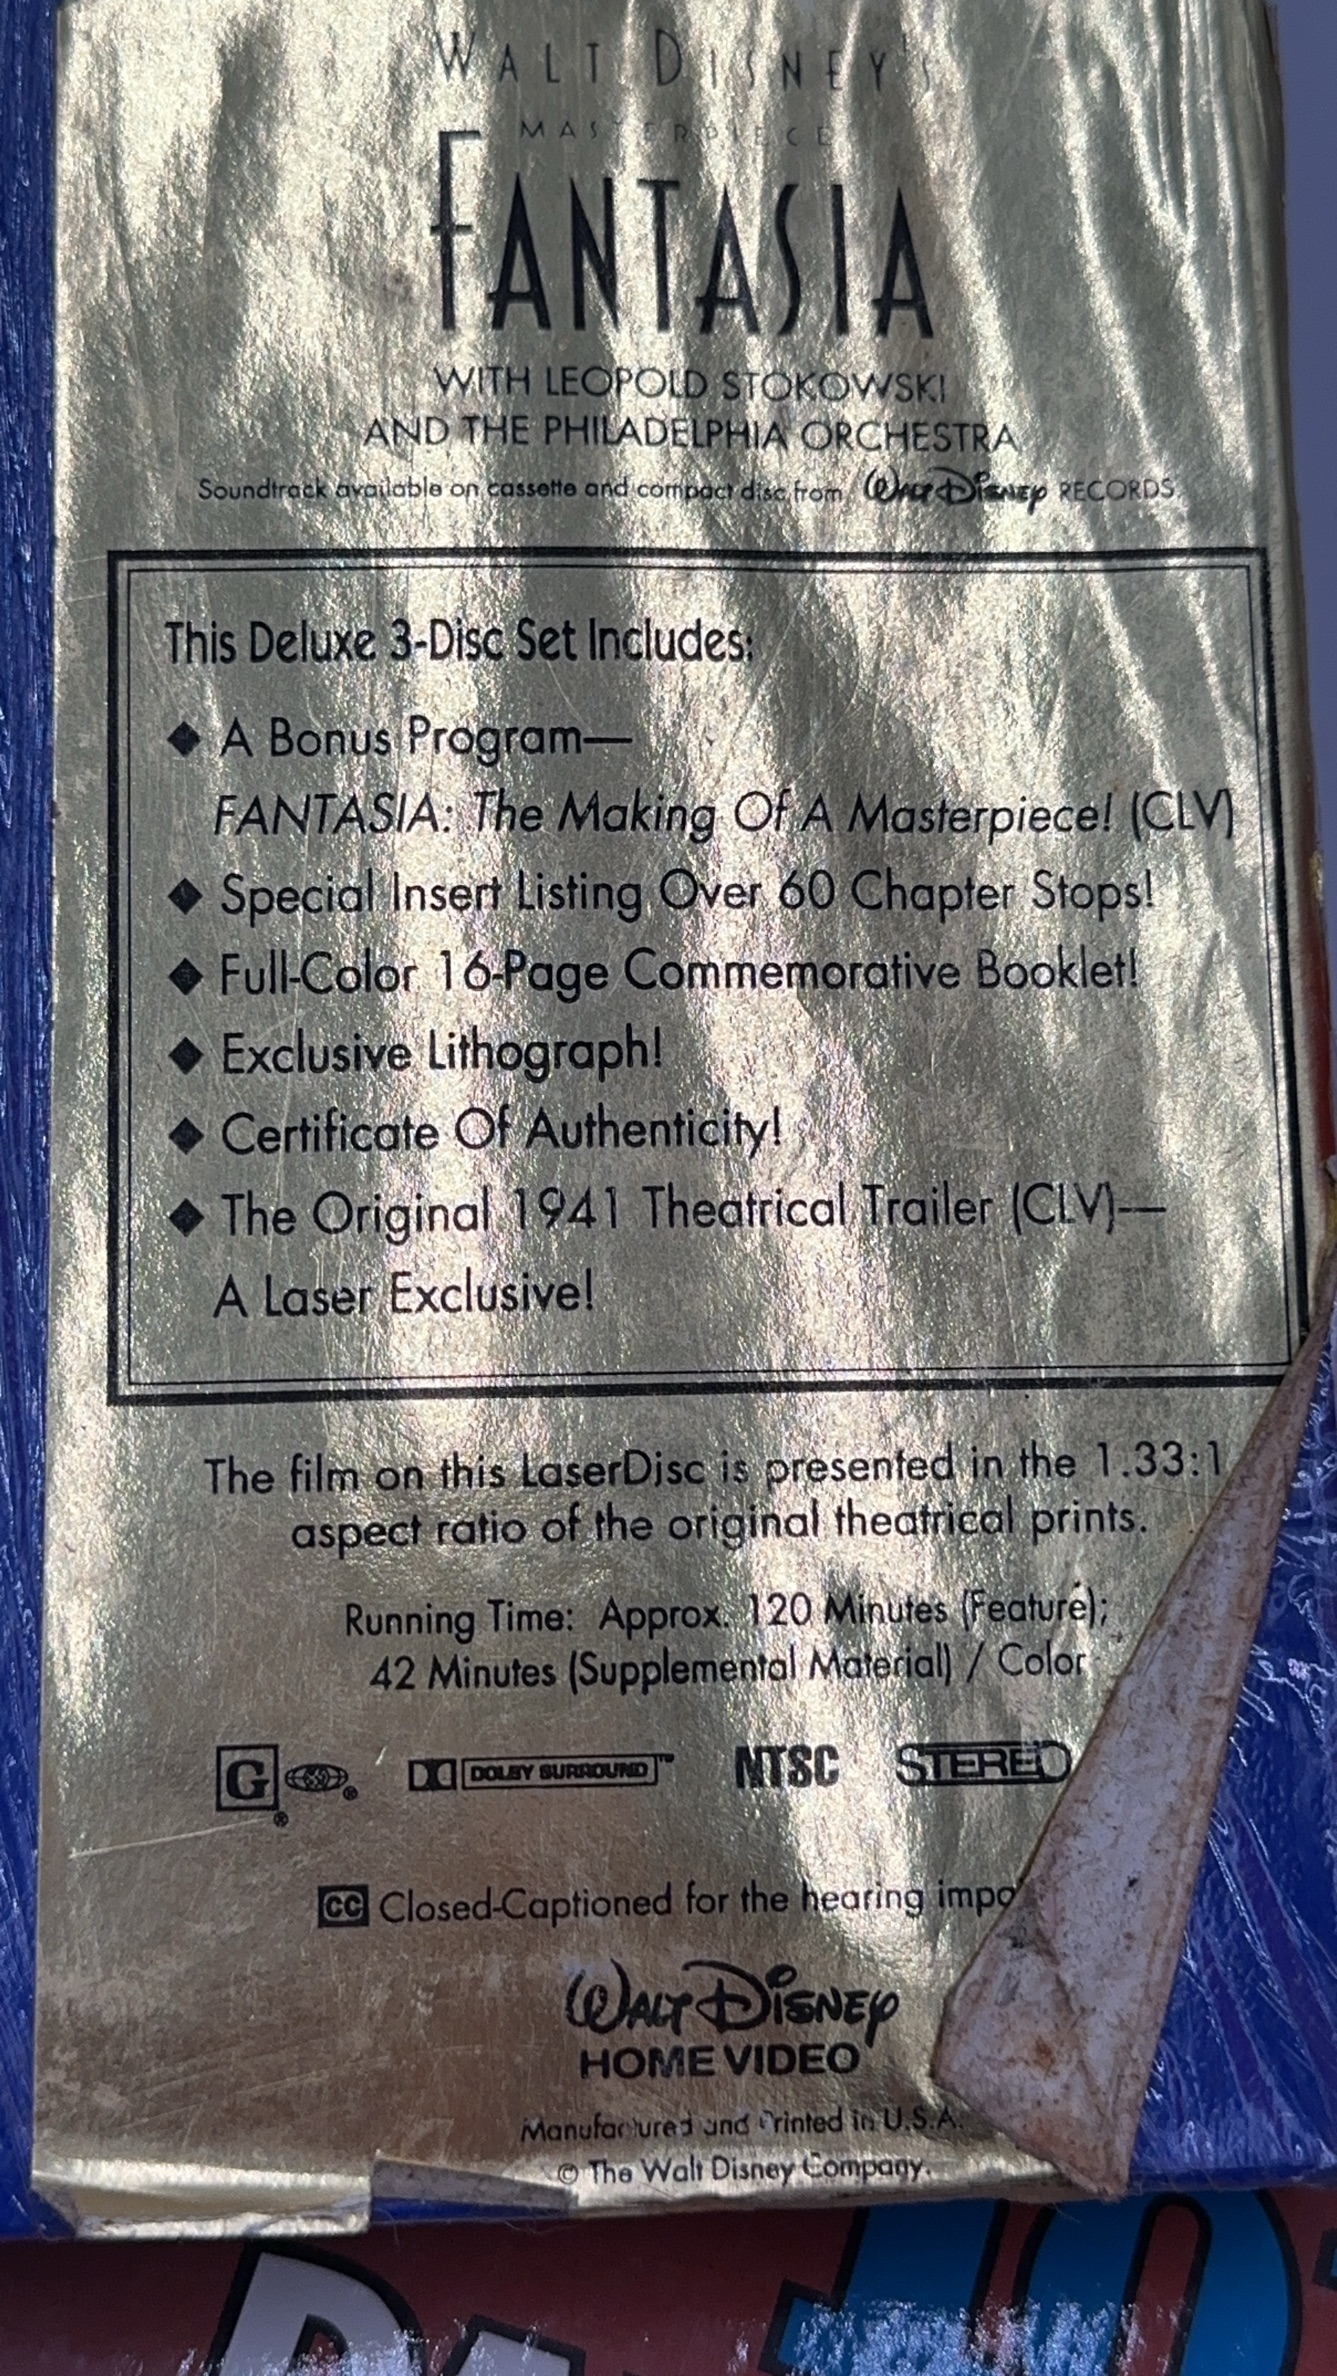 WALT DISNEY'S
MASTERPIECE
FANTASIA
WITH LEOPOLD STOKOWSKI
AND THE PHILADELPHIA ORCHESTRA
Soundtrack available on cassette and compact disc from Walt Disney RECORDS.
This Deluxe 3-Disc Set Includes:
◆ A Bonus Program—
FANTASIA: The Making Of A Masterpiece! (CLV)
◆ Special Insert Listing Over 60 Chapter Stops!
◆ Full-Color 16-Page Commemorative Booklet!
◆ Exclusive Lithograph!
◆ Certificate Of Authenticity!
◆ The Original 1941 Theatrical Trailer (CLV)—
A Laser Exclusive!
The film on this LaserDisc is presented in the 1.33:1
aspect ratio of the original theatrical prints.
Running Time: Approx. 120 Minutes (Feature);
42 Minutes (Supplemental Material) / Color
G ® ® DOLBY SURROUND™ NTSC STEREO
CC Closed-Captioned for the hearing impa
WALT DISNEY
HOME VIDEO
Manufactured and Printed in U.S.A.
© The Walt Disney Company.